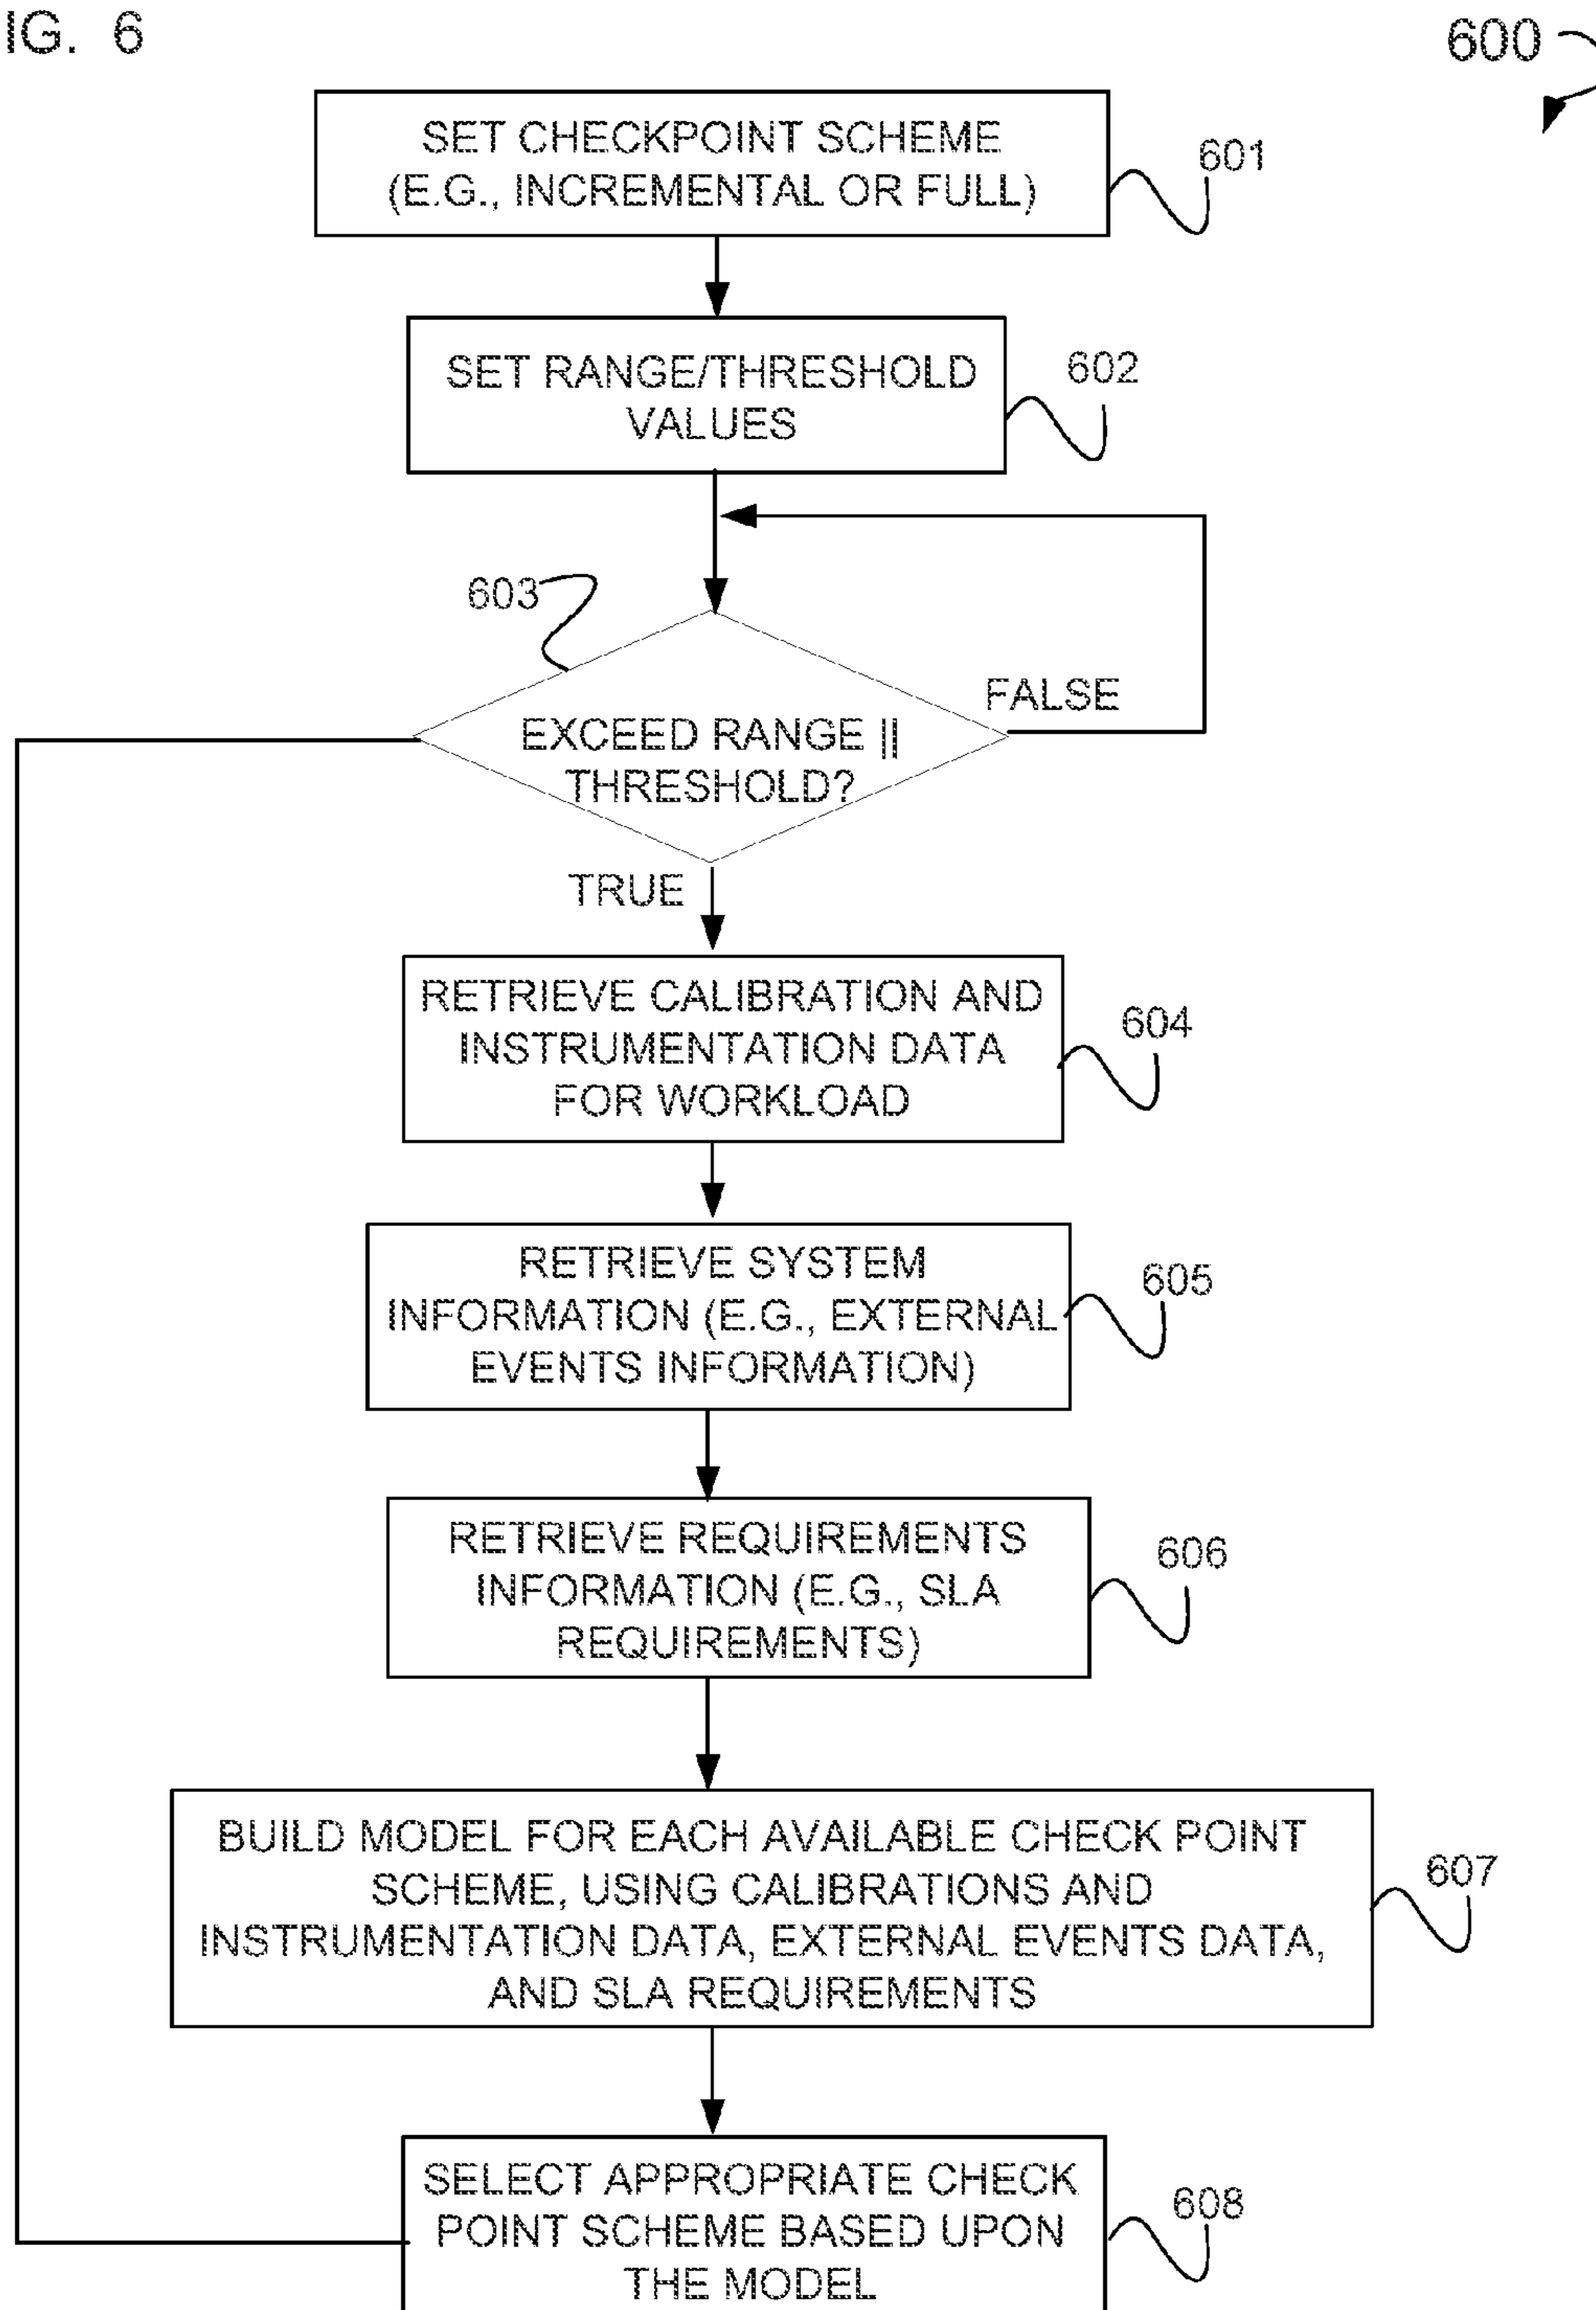 IG. 6
600
SET CHECKPOINT SCHEME
(E.G., INCREMENTAL OR FULL)
601
SET RANGE/THRESHOLD
VALUES
602
603
FALSE
EXCEED RANGE ||
THRESHOLD?
TRUE
RETRIEVE CALIBRATION AND
INSTRUMENTATION DATA
FOR WORKLOAD
604
RETRIEVE SYSTEM
INFORMATION (E.G., EXTERNAL
EVENTS INFORMATION)
605
RETRIEVE REQUIREMENTS
INFORMATION (E.G., SLA
REQUIREMENTS)
606
BUILD MODEL FOR EACH AVAILABLE CHECK POINT
SCHEME, USING CALIBRATIONS AND
INSTRUMENTATION DATA, EXTERNAL EVENTS DATA,
AND SLA REQUIREMENTS
607
SELECT APPROPRIATE CHECK
POINT SCHEME BASED UPON
THE MODEL
608